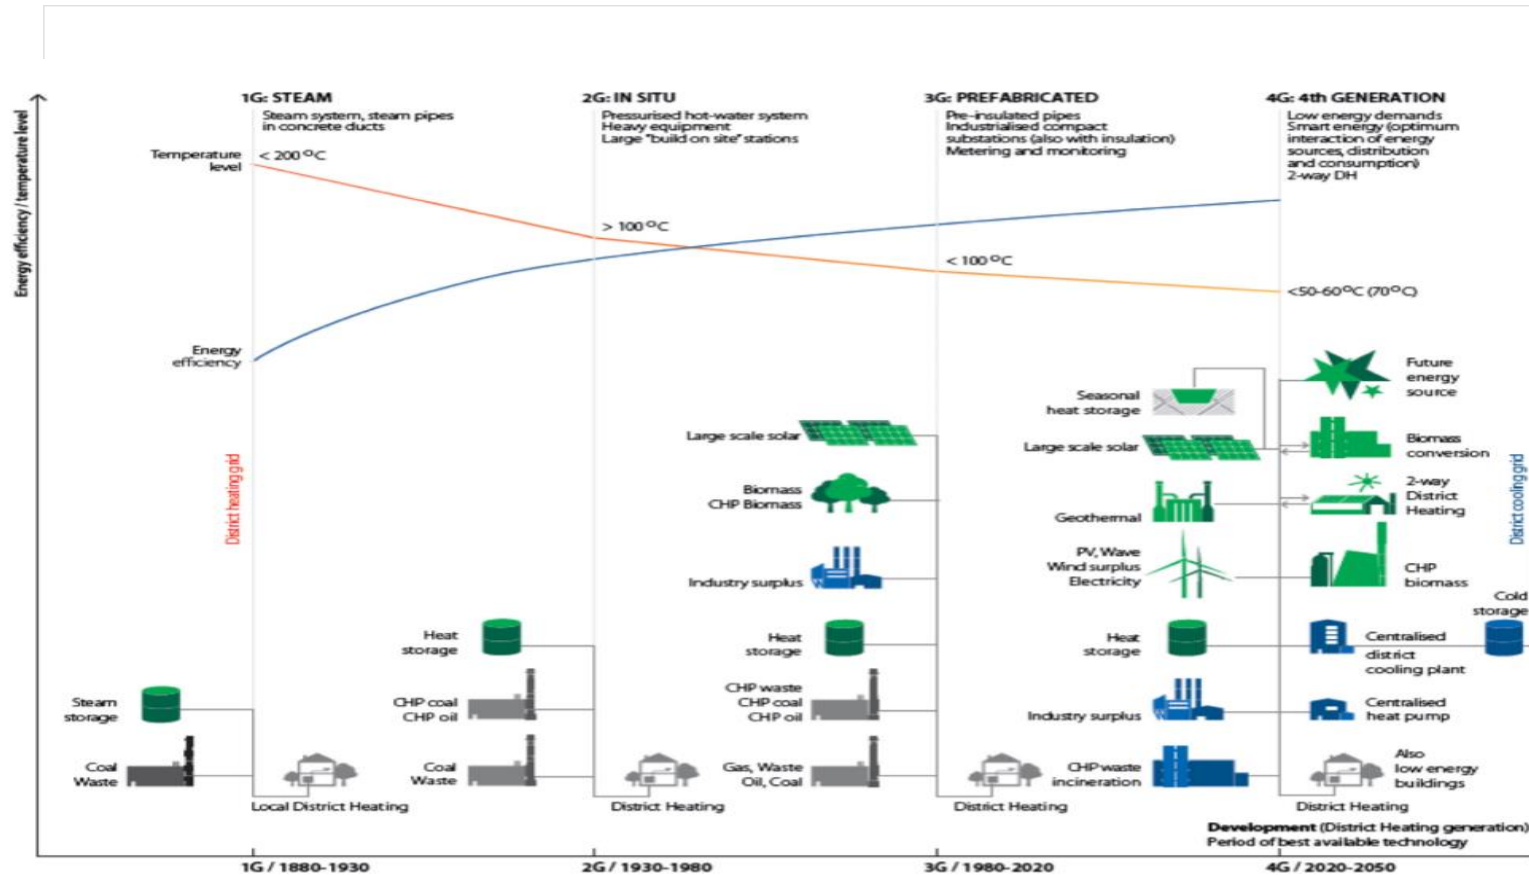 1G: STEAM
Steam system, steam pipes
in concrete ducts
2G: IN SITU
Pressurised hot-water system
Heavy equipment
Large "build on site" stations
3G: PREFABRICATED
Pre-insulated pipes
Industrialised compact
substations (also with insulation)
Metering and monitoring
4G: 4th GENERATION
Low energy demands
Smart energy (optimum
interaction of energy
sources, distribution
and consumption)
2-way DH
Energy efficiency / temperature level
Temperature
level
< 200 °C
> 100 °C
< 100 °C
<50-60°C (70°C)
Energy
efficiency
District heating grid
Steam
storage
Coal
Waste
Local District Heating
Heat
storage
CHP coal
CHP oil
Coal
Waste
District Heating
Large scale solar
Biomass
CHP Biomass
Industry surplus
Heat
storage
CHP waste
CHP coal
CHP oil
Gas, Waste
Oil, Coal
District Heating
Seasonal
heat storage
Large scale solar
Geothermal
PV, Wave
Wind surplus
Electricity
Heat
storage
Industry surplus
CHP waste
incineration
Future
energy
source
Biomass
conversion
2-way
District
Heating
CHP
biomass
Centralised
district
cooling plant
Centralised
heat pump
Also
low energy
buildings
District Heating
District cooling grid
Cold
storage
Development (District Heating generation)
Period of best available technology
1G / 1880-1930
2G / 1930-1980
3G / 1980-2020
4G / 2020-2050